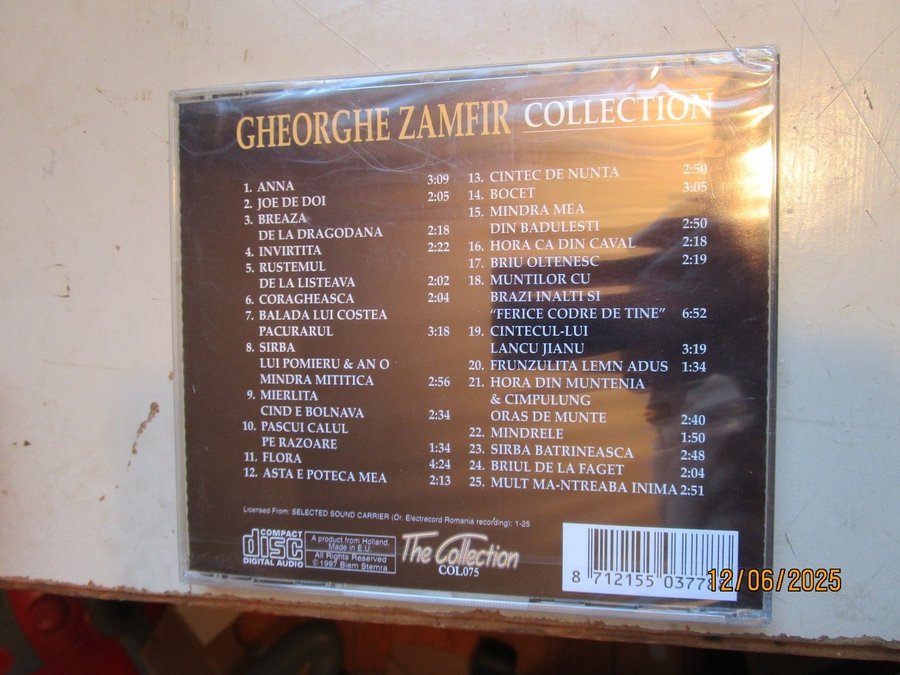 GHEORGHE ZAMFIR COLLECTION
1. ANNA 3:09
2. JOE DE DOI 2:05
3. BREAZA
DE LA DRAGODANA 2:18
4. INVIRTITA 2:22
5. RUSTEMUL
DE LA LISTEAVA 2:02
6. CORAGHEASCA 2:04
7. BALADA LUI COSTEA
PACURARUL 3:18
8. SIRBA
LUI POMIERU & AN O
MINDRA MITITICA 2:56
9. MIERLITA
CIND E BOLNAVA 2:34
10. PASCUI CALUL
PE RAZOARE 1:34
11. FLORA 4:24
12. ASTA E POTECA MEA 2:13
13. CINTEC DE NUNTA 2:50
14. BOCET 3:05
15. MINDRA MEA
DIN BADULESTI 2:50
16. HORA CA DIN CAVAL 2:18
17. BRIU OLTENESC 2:19
18. MUNTILOR CU
BRAZI INALTI SI
"FERICE CODRE DE TINE" 6:52
19. CINTECUL-LUI
LANCU JIANU 3:19
20. FRUNZULITA LEMN ADUS 1:34
21. HORA DIN MUNTENIA
& CIMPULUNG
ORAS DE MUNTE 2:40
22. MINDRELE 1:50
23. SIRBA BATRINEASCA 2:48
24. BRIUL DE LA FAGET 2:04
25. MULT MA-NTREABA INIMA 2:51
Licensed From: SELECTED SOUND CARRIER (Or. Electrecord Romania recording): 1-25
COMPACT
disc
DIGITAL AUDIO
A product from Holland.
Made in E.U.
All Rights Reserved
© 1997 Biem Stemra
The Collection
COL075
8 712155 0377
12/06/2025